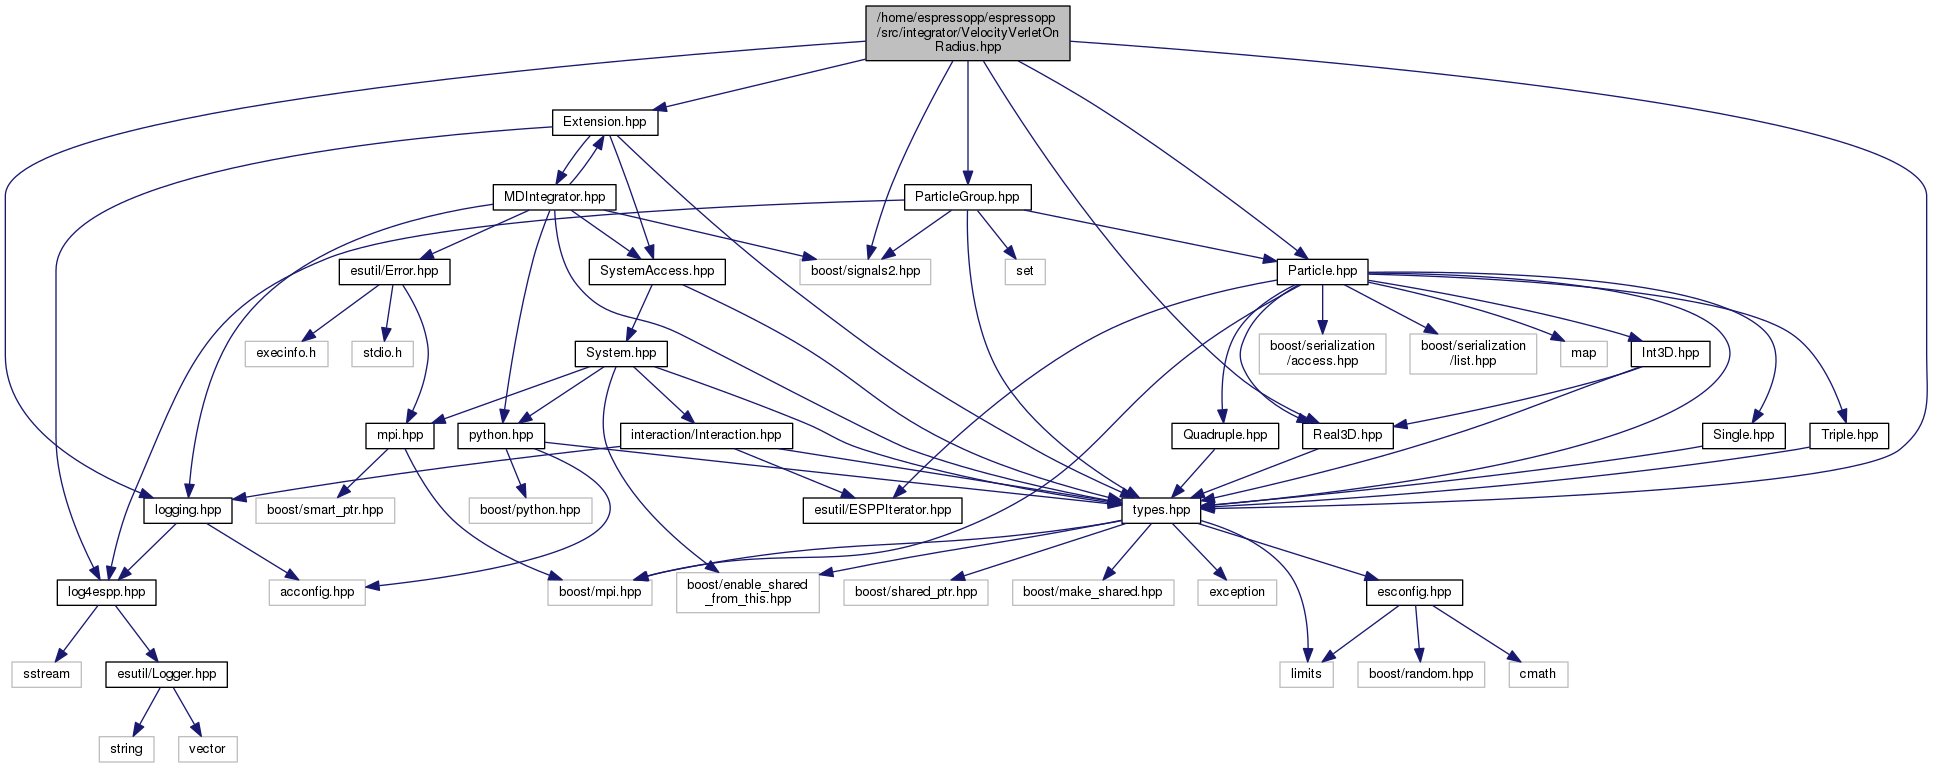 /home/espressopp/espressopp
/src/integrator/VelocityVerletOn
Radius.hpp
Extension.hpp
MDIntegrator.hpp
ParticleGroup.hpp
esutil/Error.hpp
SystemAccess.hpp
boost/signals2.hpp
set
Particle.hpp
execinfo.h
stdio.h
System.hpp
boost/serialization
/access.hpp
boost/serialization
/list.hpp
map
Int3D.hpp
mpi.hpp
python.hpp
interaction/Interaction.hpp
Quadruple.hpp
Real3D.hpp
Single.hpp
Triple.hpp
logging.hpp
boost/smart_ptr.hpp
boost/python.hpp
esutil/ESPPIterator.hpp
types.hpp
log4espp.hpp
acconfig.hpp
boost/mpi.hpp
boost/enable_shared
_from_this.hpp
boost/shared_ptr.hpp
boost/make_shared.hpp
exception
esconfig.hpp
sstream
esutil/Logger.hpp
limits
boost/random.hpp
cmath
string
vector